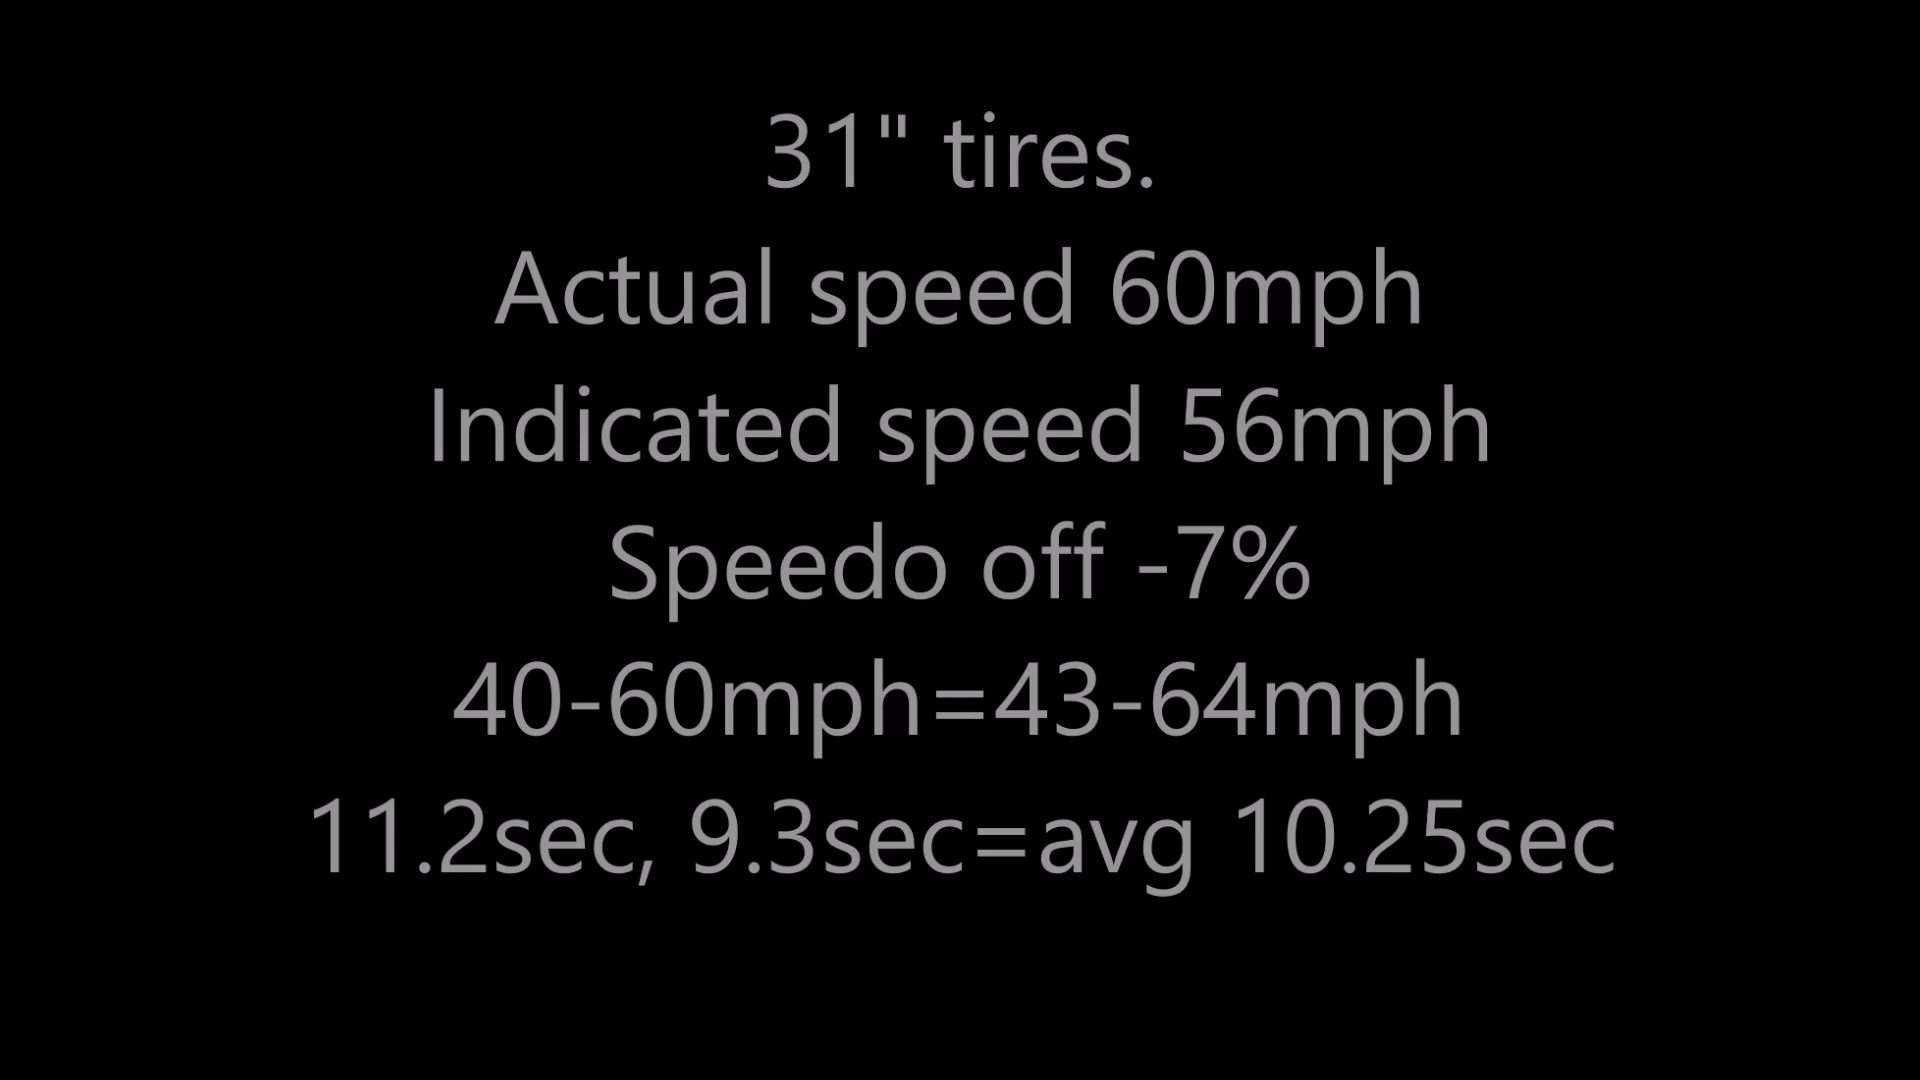 31" tires.
Actual speed 60mph
Indicated speed 56mph
Speedo off -7%
40-60mph=43-64mph
11.2sec, 9.3sec=avg 10.25sec